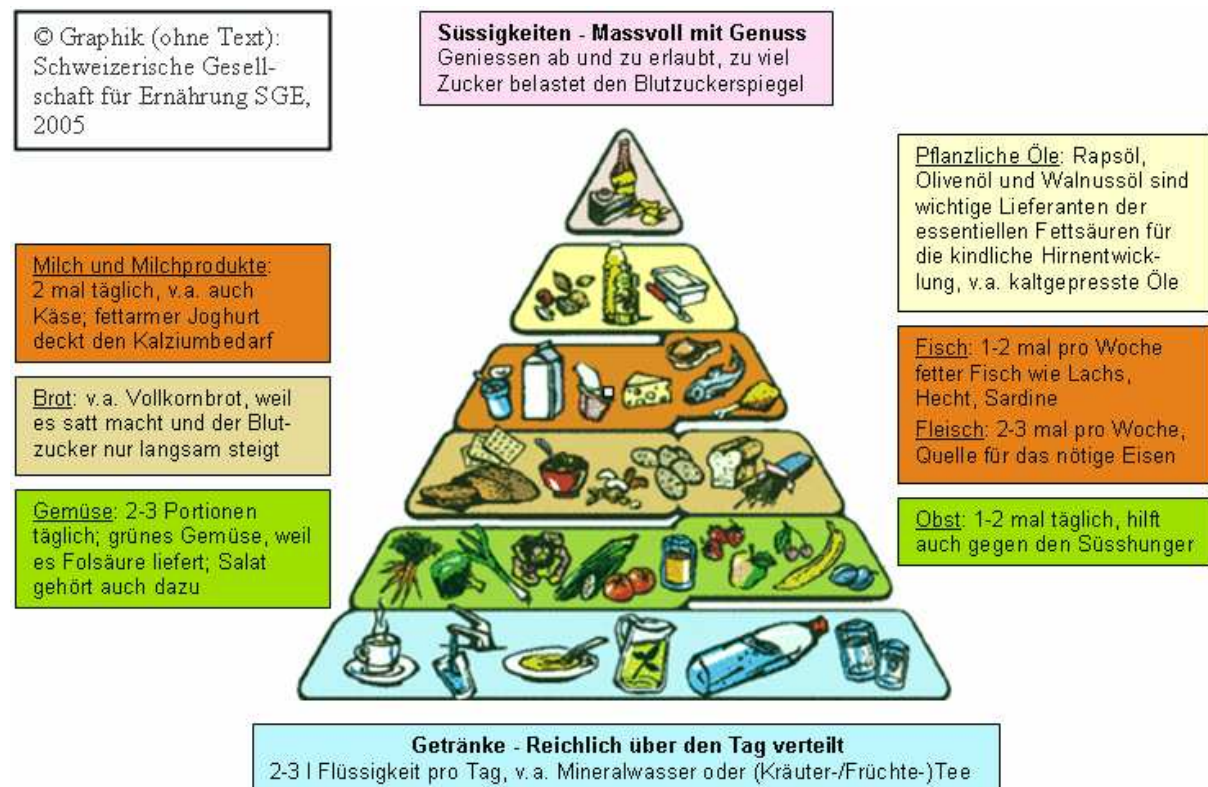 © Graphik (ohne Text):
Schweizerische Gesell-
schaft für Ernährung SGE,
2005
Süssigkeiten - Massvoll mit Genuss
Geniessen ab und zu erlaubt, zu viel
Zucker belastet den Blutzuckerspiegel
Pflanzliche Öle: Rapsöl,
Olivenöl und Walnussöl sind
wichtige Lieferanten der
essentiellen Fettsäuren für
die kindliche Hirnentwick-
lung, v.a. kaltgepresste Öle
Milch und Milchprodukte:
2 mal täglich, v.a. auch
Käse; fettarmer Joghurt
deckt den Kalziumbedarf
Fisch: 1-2 mal pro Woche
fetter Fisch wie Lachs,
Hecht, Sardine
Fleisch: 2-3 mal pro Woche,
Quelle für das nötige Eisen
Brot: v.a. Vollkornbrot, weil
es satt macht und der Blut-
zucker nur langsam steigt
Gemüse: 2-3 Portionen
täglich; grünes Gemüse, weil
es Folsäure liefert; Salat
gehört auch dazu
Obst: 1-2 mal täglich, hilft
auch gegen den Süsshunger
Getränke - Reichlich über den Tag verteilt
2-3 l Flüssigkeit pro Tag, v.a. Mineralwasser oder (Kräuter-/Früchte-)Tee